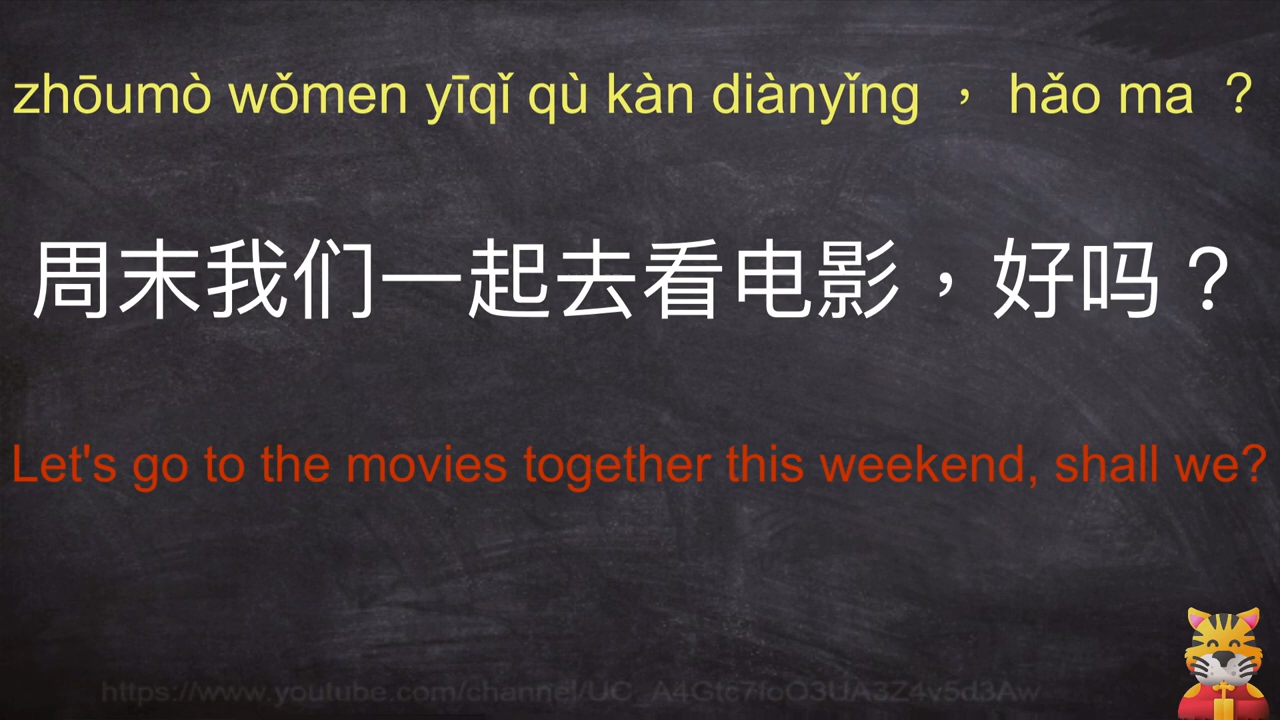 zhōumò wǒmen yīqǐ qù kàn diànyǐng ， hǎo ma ？
周末我们一起去看电影，好吗？
Let's go to the movies together this weekend, shall we?